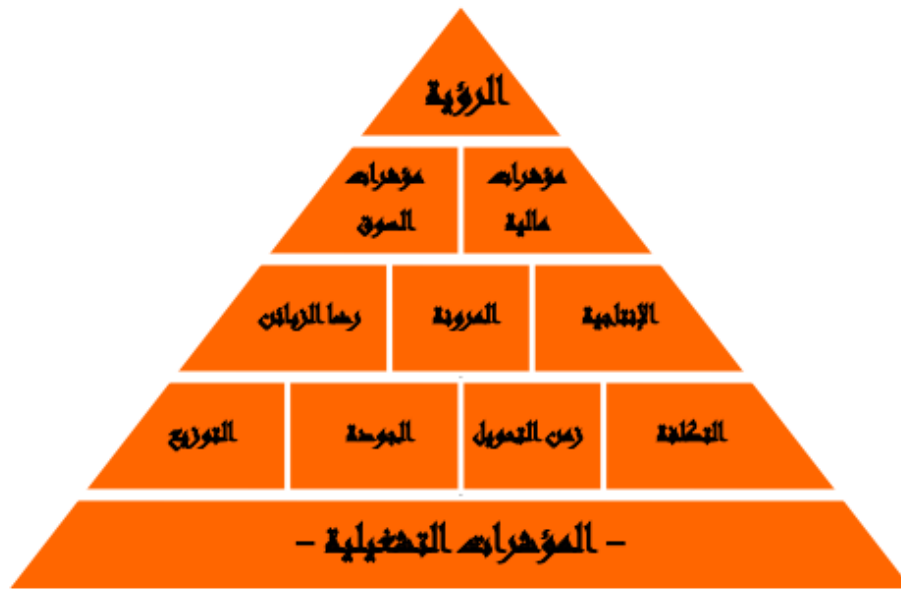 الرؤية
مؤشرات
مالية
مؤشرات
السوق
الإنتاجية
المرونة
رضا الزبائن
التكلفة
زمن التحويل
الجودة
التوزيع
- المؤشرات التشغيلية -